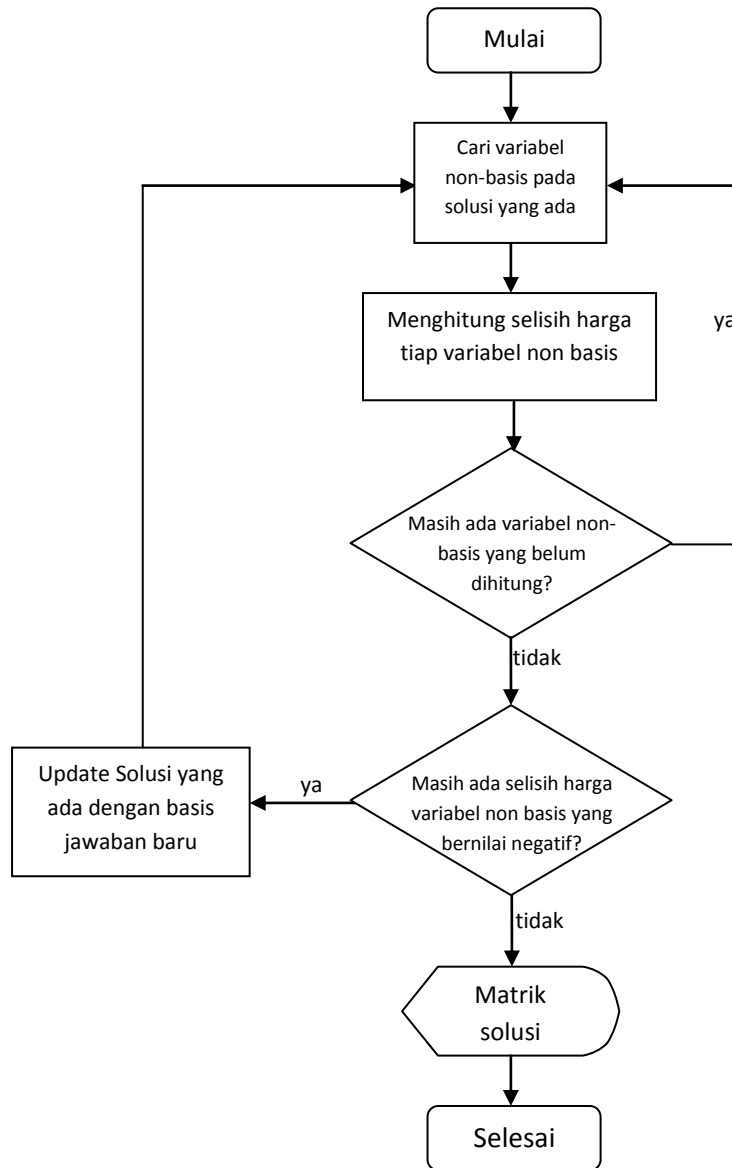 Mulai
Cari variabel
non-basis pada
solusi yang ada
Menghitung selisih harga
tiap variabel non basis
ya
Masih ada variabel non-
basis yang belum
dihitung?
tidak
Masih ada selisih harga
variabel non basis yang
bernilai negatif?
ya
Update Solusi yang
ada dengan basis
jawaban baru
tidak
Matrik
solusi
Selesai